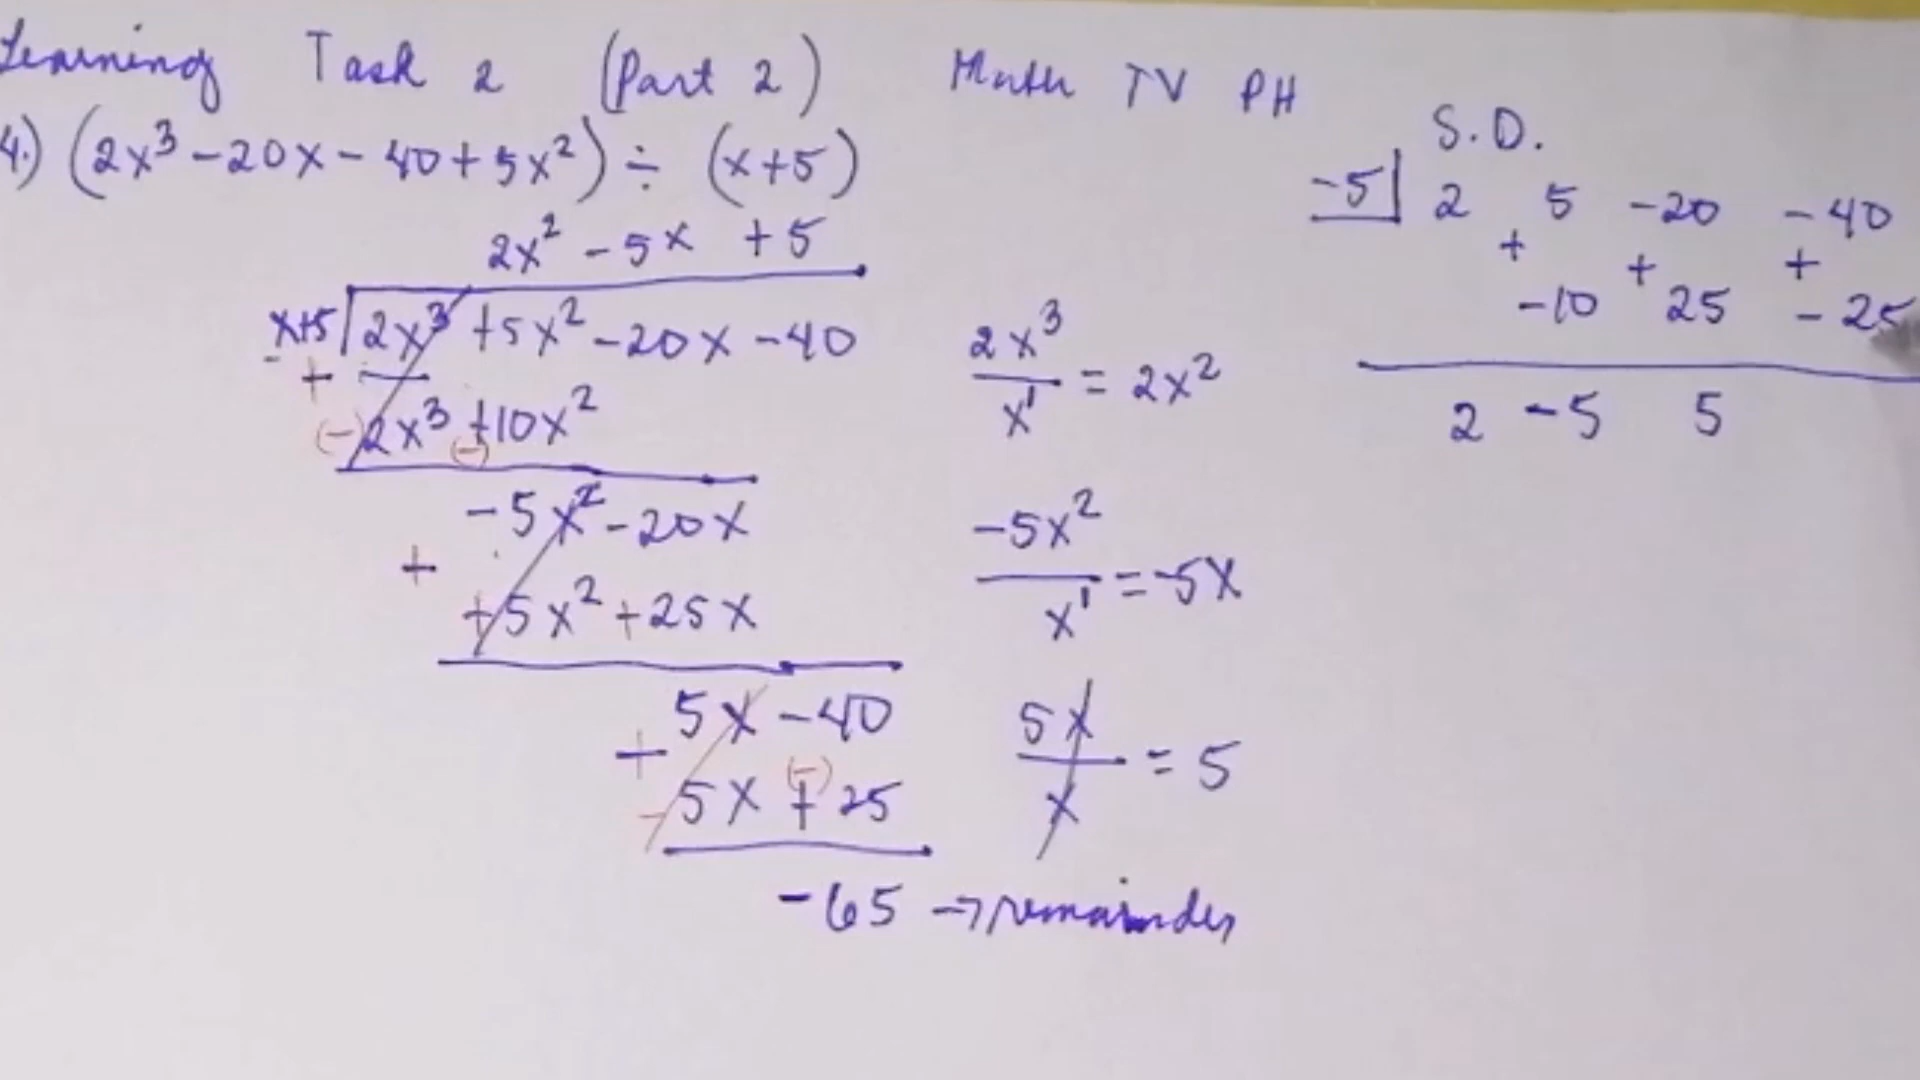 Learning Task 2 (Part 2) Math TV PH
4.) (2x³ - 20x - 40 + 5x²) ÷ (x+5)
2x² - 5x + 5
x+5 2x³ + 5x² - 20x - 40
+
(-) 2x³ + 10x²
(-)
-5x² - 20x
+
+5x² + 25x
5x - 40
+
(-)
- 5x + 25
-65 → remainder
2x³
/ x¹ = 2x²
-5x²
/ x¹ = -5x
5x
/ x = 5
S.D.
-5| 2 5 -20 -40
+ + +
-10 25 -25
2 -5 5